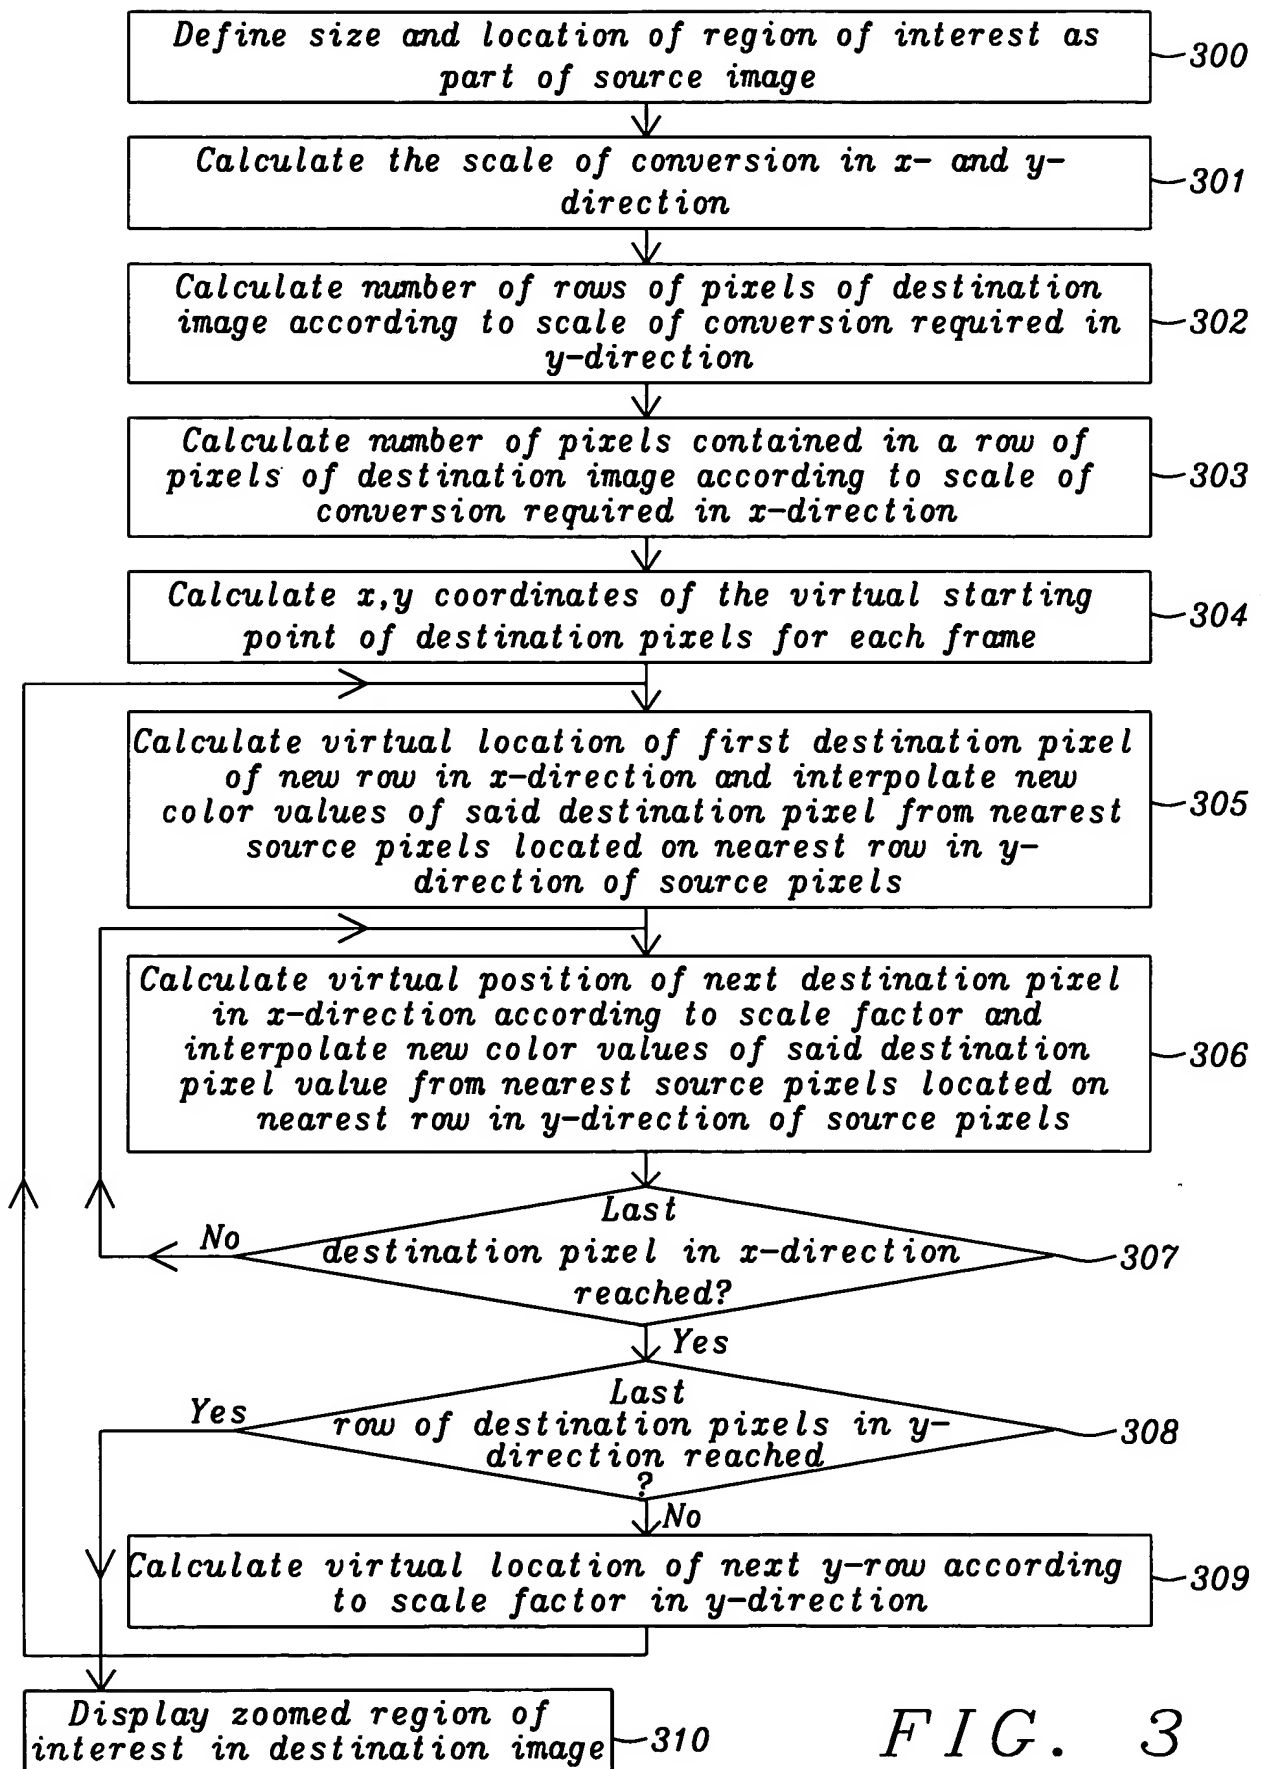 Define size and location of region of interest as
part of source image
300
Calculate the scale of conversion in x- and y-
direction
301
Calculate number of rows of pixels of destination
image according to scale of conversion required in
y-direction
302
Calculate number of pixels contained in a row of
pixels of destination image according to scale of
conversion required in x-direction
303
Calculate x,y coordinates of the virtual starting
point of destination pixels for each frame
304
Calculate virtual location of first destination pixel
of new row in x-direction and interpolate new
color values of said destination pixel from nearest
source pixels located on nearest row in y-
direction of source pixels
305
Calculate virtual position of next destination pixel
in x-direction according to scale factor and
interpolate new color values of said destination
pixel value from nearest source pixels located on
nearest row in y-direction of source pixels
306
Last
destination pixel in x-direction
reached?
307
No
Yes
Last
row of destination pixels in y-
direction reached
?
308
Yes
No
Calculate virtual location of next y-row according
to scale factor in y-direction
309
Display zoomed region of
interest in destination image
310
FIG. 3